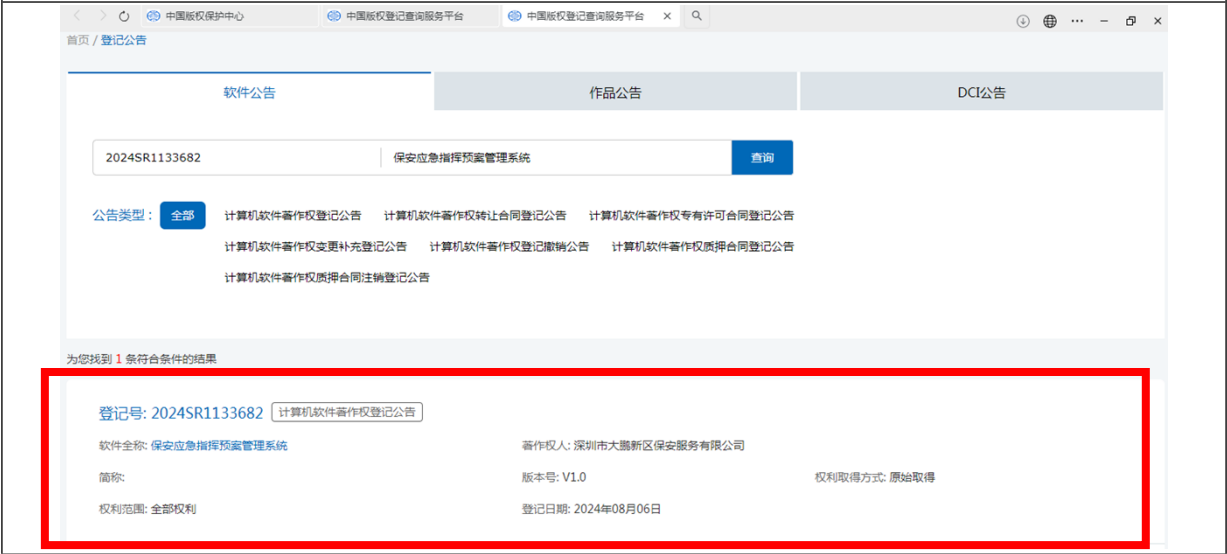 中国版权保护中心 中国版权登记查询服务平台 中国版权登记查询服务平台
首页 / 登记公告
软件公告 作品公告 DCI公告
2024SR1133682 保安应急指挥预案管理系统 查询
公告类型： 全部 计算机软件著作权登记公告 计算机软件著作权转让合同登记公告 计算机软件著作权专有许可合同登记公告
计算机软件著作权变更补充登记公告 计算机软件著作权登记撤销公告 计算机软件著作权质押合同登记公告
计算机软件著作权质押合同注销登记公告
为您找到 1 条符合条件的结果
登记号: 2024SR1133682 计算机软件著作权登记公告
软件全称: 保安应急指挥预案管理系统 著作权人: 深圳市大鹏新区保安服务有限公司
简称: 版本号: V1.0 权利取得方式: 原始取得
权利范围: 全部权利 登记日期: 2024年08月06日